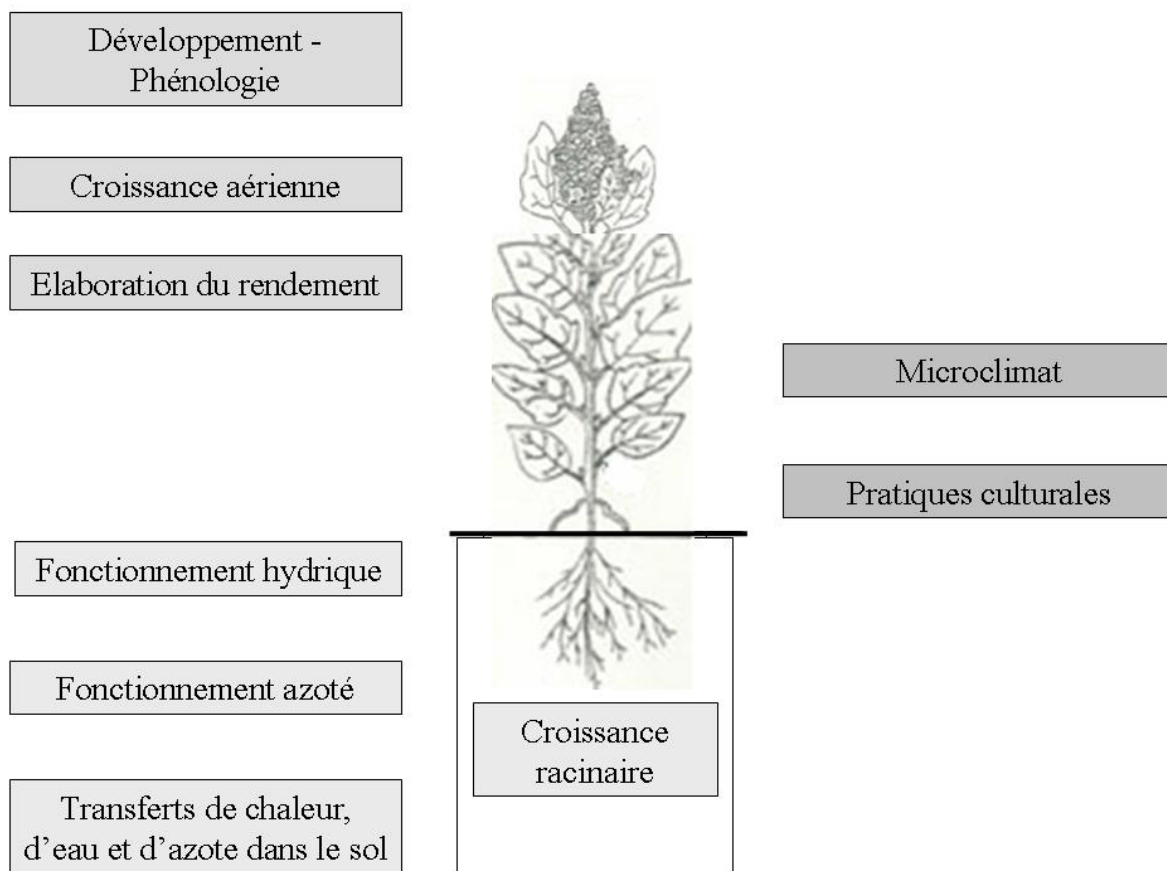 Développement -
Phénologie
Croissance aérienne
Elaboration du rendement
Microclimat
Pratiques culturales
Fonctionnement hydrique
Fonctionnement azoté
Croissance
racinaire
Transferts de chaleur,
d’eau et d’azote dans le sol